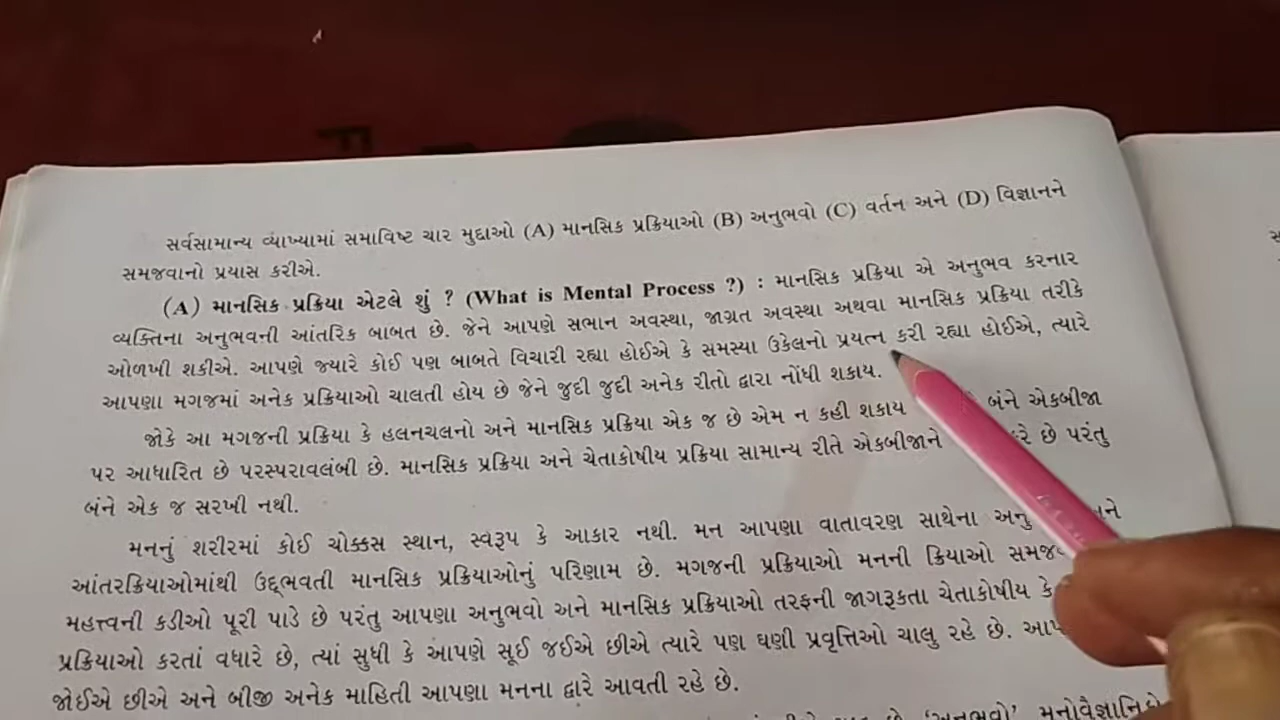 સર્વસામાન્ય વ્યાખ્યામાં સમાવિષ્ટ ચાર મુદ્દાઓ (A) માનસિક પ્રક્રિયાઓ (B) અનુભવો (C) વર્તન અને (D) વિજ્ઞાનને
સમજવાનો પ્રયાસ કરીએ.
(A) માનસિક પ્રક્રિયા એટલે શું ? (What is Mental Process ?) : માનસિક પ્રક્રિયા એ અનુભવ કરનાર
વ્યક્તિના અનુભવની આંતરિક બાબત છે. જેને આપણે સભાન અવસ્થા, જાગ્રત અવસ્થા અથવા માનસિક પ્રક્રિયા તરીકે
ઓળખી શકીએ. આપણે જ્યારે કોઈ પણ બાબતે વિચારી રહ્યા હોઈએ કે સમસ્યા ઉકેલનો પ્રયત્ન કરી રહ્યા હોઈએ, ત્યારે
આપણા મગજમાં અનેક પ્રક્રિયાઓ ચાલતી હોય છે જેને જુદી જુદી અનેક રીતો દ્વારા નોંધી શકાય.
જોકે આ મગજની પ્રક્રિયા કે હલનચલનો અને માનસિક પ્રક્રિયા એક જ છે એમ ન કહી શકાય બંને એકબીજા
પર આધારિત છે પરસ્પરાવલંબી છે. માનસિક પ્રક્રિયા અને ચેતાકોષીય પ્રક્રિયા સામાન્ય રીતે એકબીજાને છે પરંતુ
બંને એક જ સરખી નથી.
મનનું શરીરમાં કોઈ ચોક્કસ સ્થાન, સ્વરૂપ કે આકાર નથી. મન આપણા વાતાવરણ સાથેના
આંતરક્રિયાઓમાંથી ઉદ્ભવતી માનસિક પ્રક્રિયાઓનું પરિણામ છે. મગજની પ્રક્રિયાઓ મનની ક્રિયાઓ
મહત્ત્વની કડીઓ પૂરી પાડે છે પરંતુ આપણા અનુભવો અને માનસિક પ્રક્રિયાઓ તરફની જાગરૂકતા ચેતાકોષીય
પ્રક્રિયાઓ કરતાં વધારે છે, ત્યાં સુધી કે આપણે સૂઈ જઈએ છીએ ત્યારે પણ ઘણી પ્રવૃત્તિઓ ચાલુ રહે છે.
જોઈએ છીએ અને બીજી અનેક માહિતી આપણા મનના દ્વારે આવતી રહે છે.
'અનુભવો'